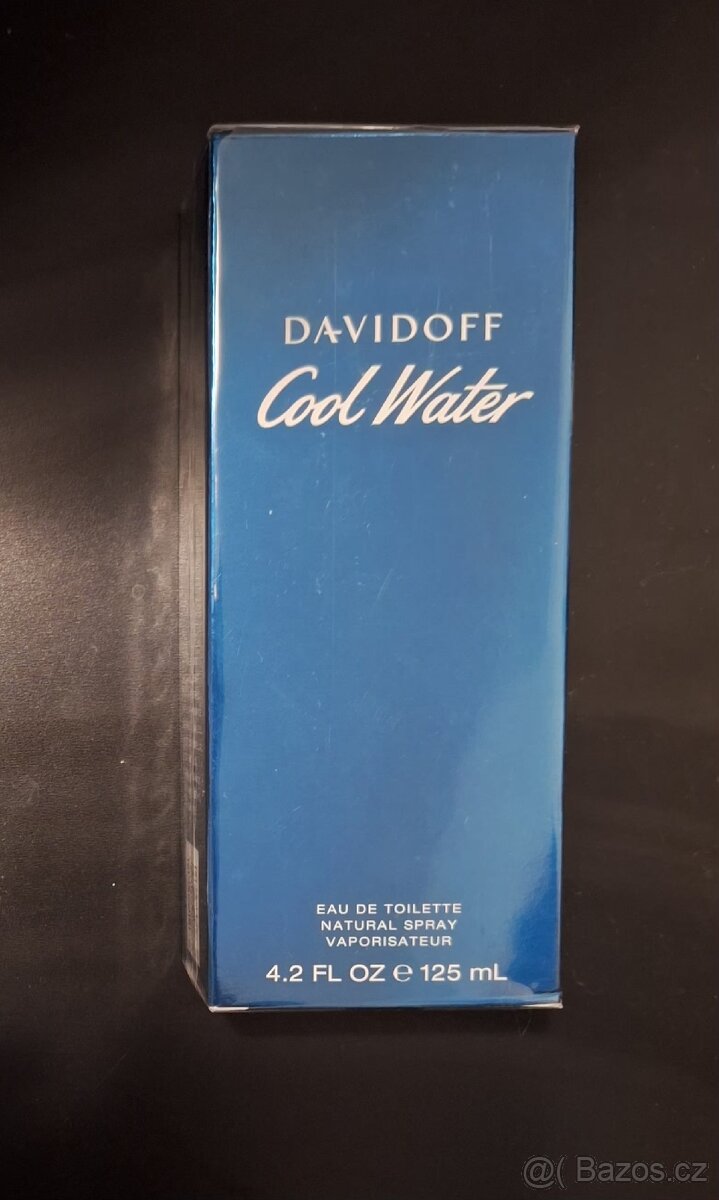 DAVIDOFF
Cool Water
EAU DE TOILETTE
NATURAL SPRAY
VAPORISATEUR
4.2 FL OZ ℮ 125 mL
@( Bazos.cz